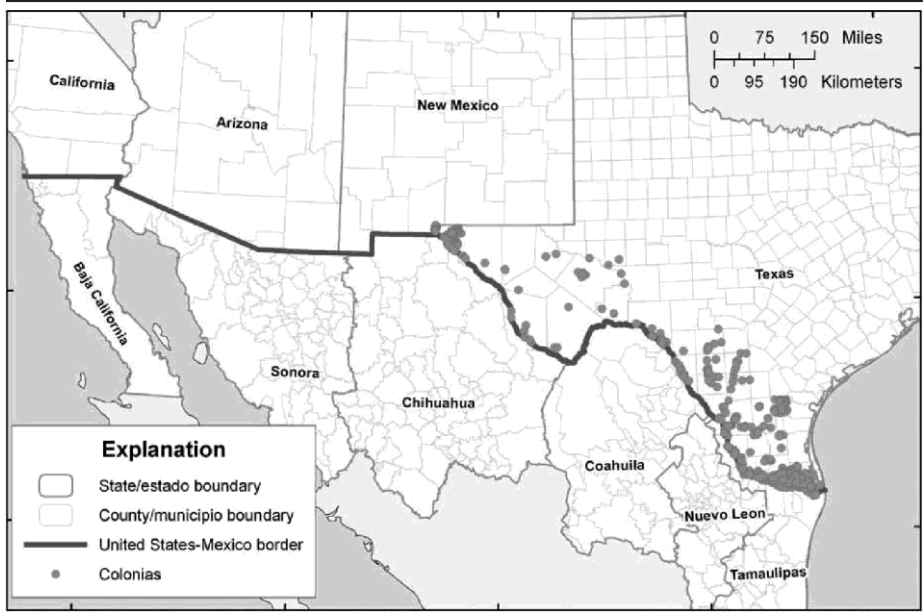 0 75 150 Miles
0 95 190 Kilometers
California
Arizona
New Mexico
Texas
Baja California
Sonora
Chihuahua
Coahuila
Nuevo Leon
Tamaulipas
Explanation
State/estado boundary
County/municipio boundary
United States-Mexico border
Colonias